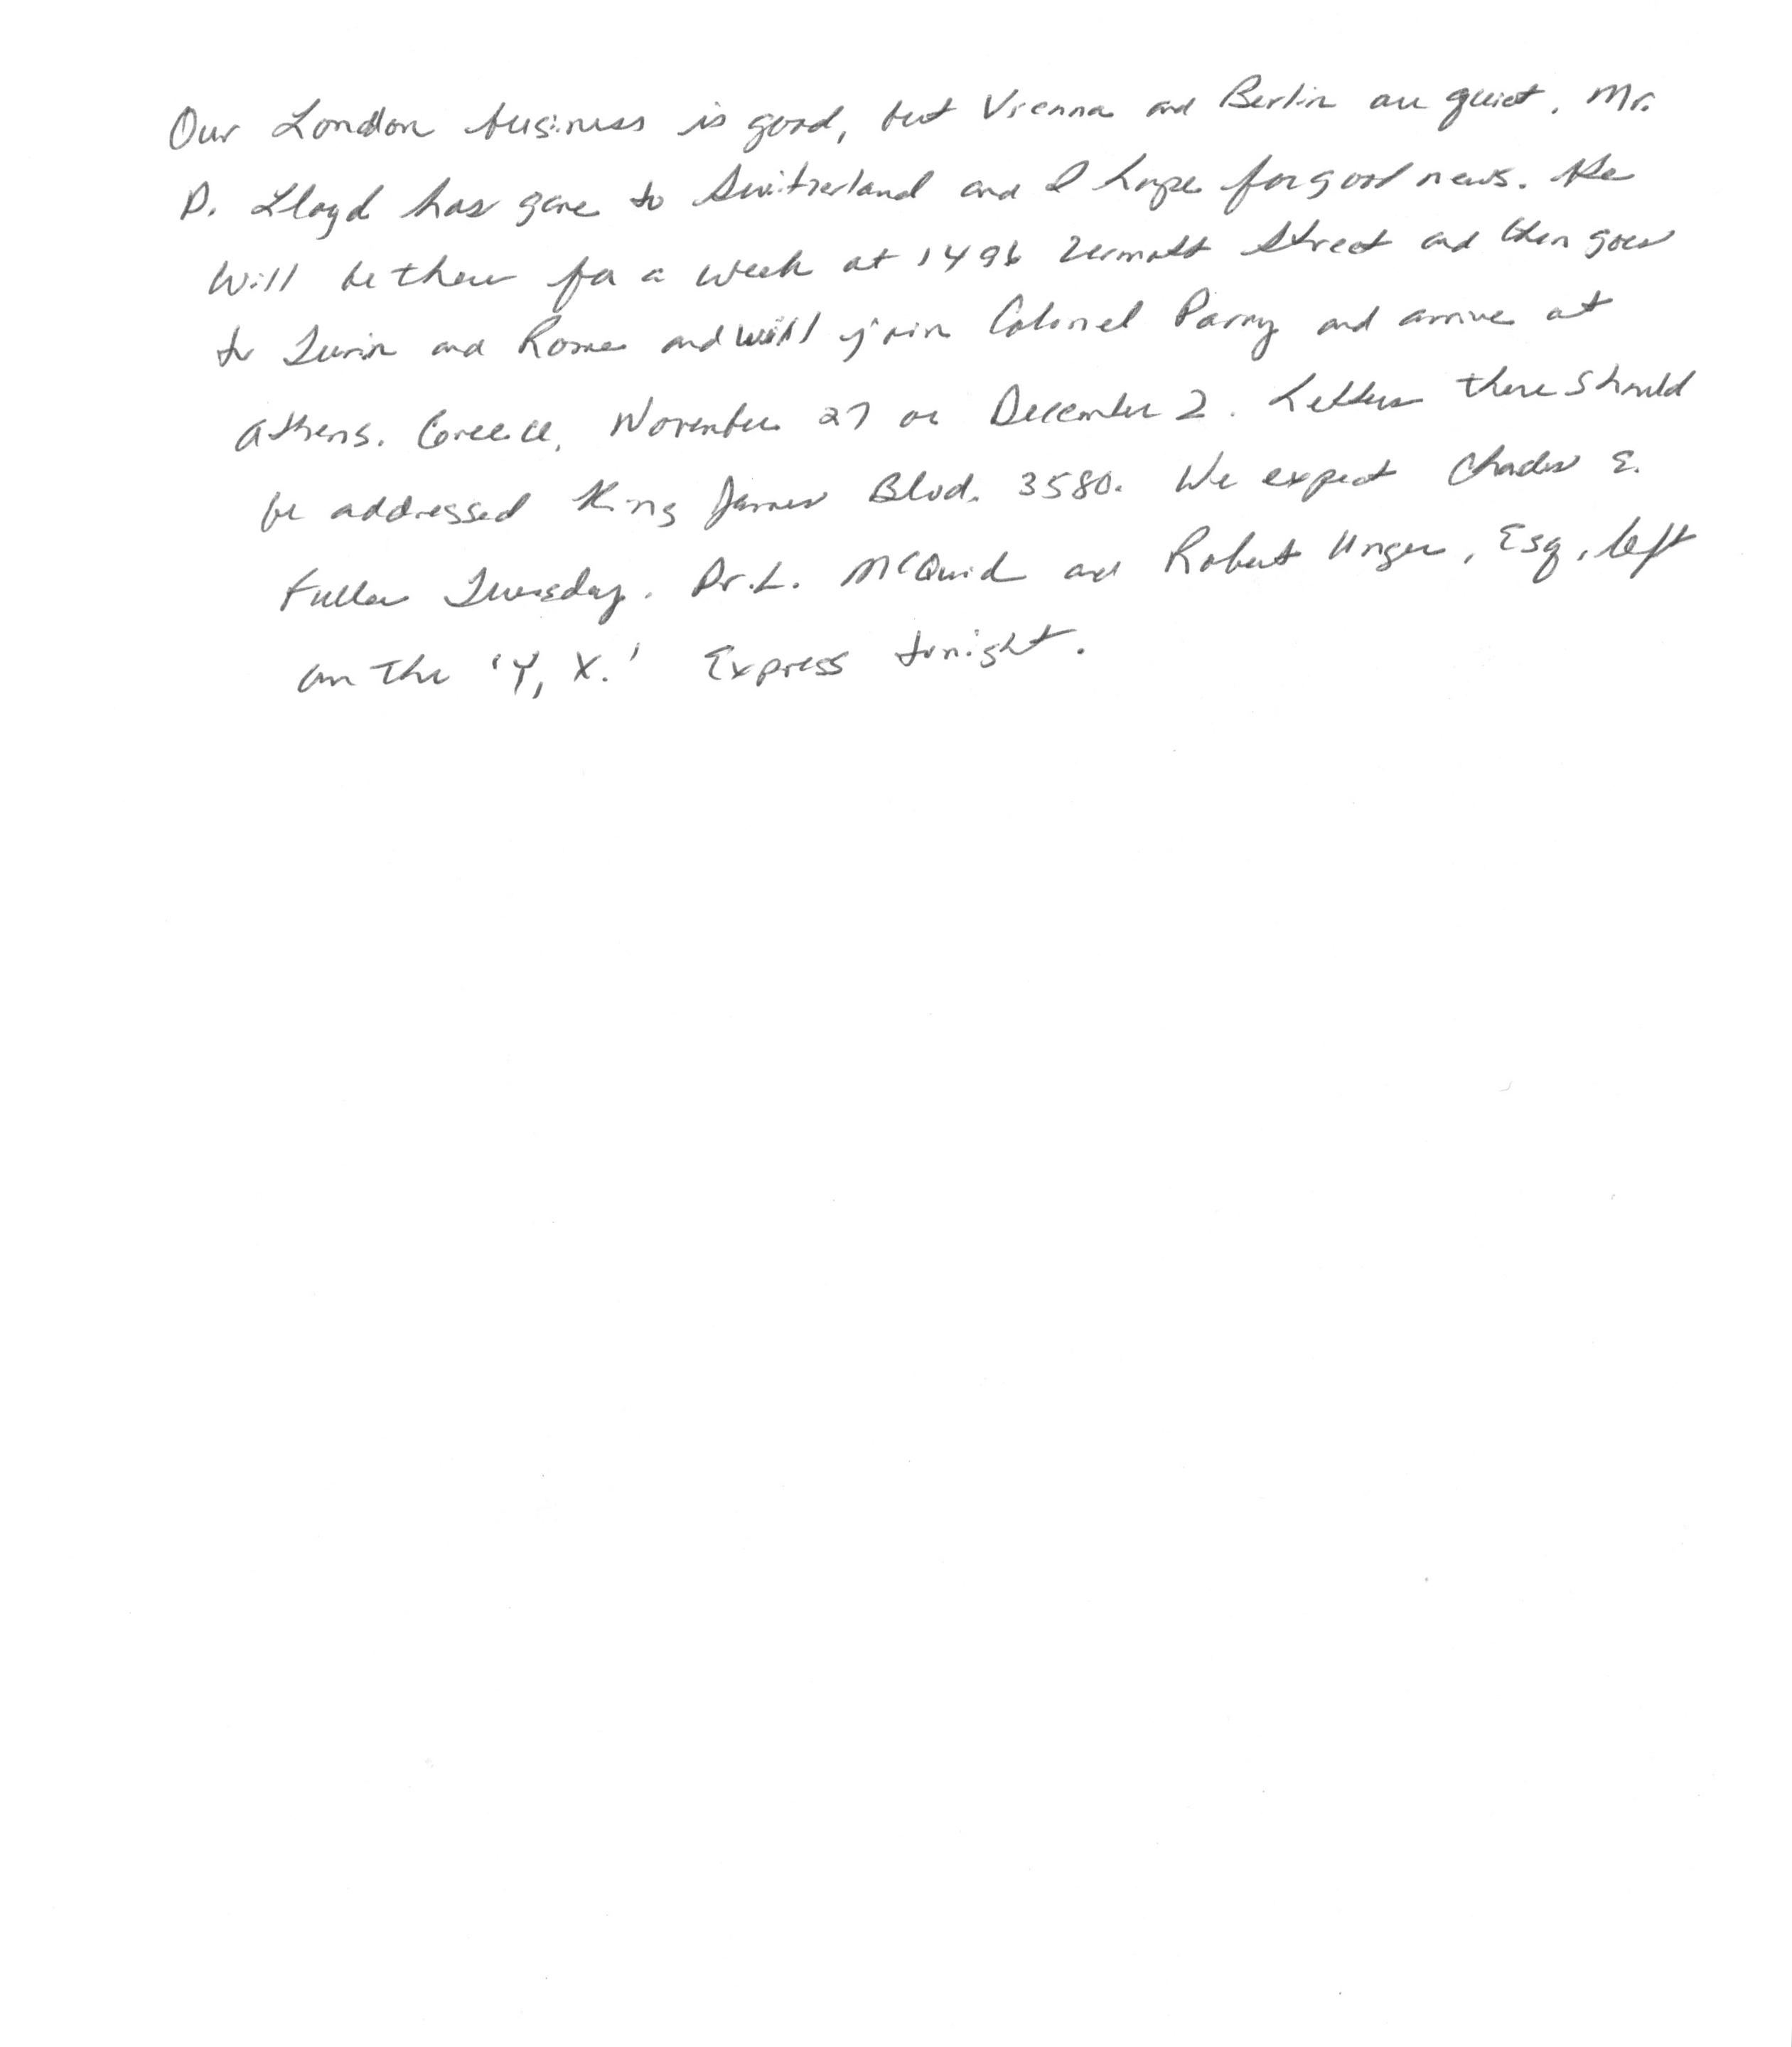 Our London business is good, but Vienna and Berlin are quiet. Mr.
D. Lloyd has gone to Switzerland and I hope for good news. He
will be there for a week at 1496 Zermott Street and then goes
to Turin and Rome and will join Colonel Parry and arrive at
Athens. Greece, November 27 or December 2. Letters there should
be addressed King James Blvd. 3580. We expect Charles E.
Fuller Tuesday. Dr. L. McQuid and Robert Unger, Esq, left
on the 'Y, X.' Express tonight.